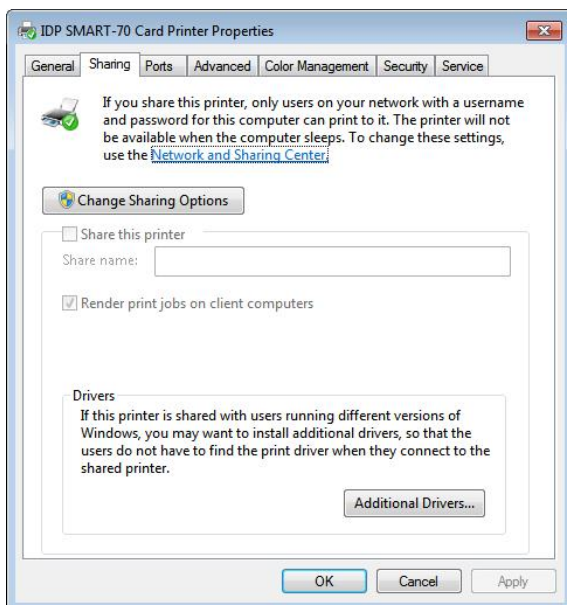 IDP SMART-70 Card Printer Properties
General Sharing Ports Advanced Color Management Security Service
If you share this printer, only users on your network with a username
and password for this computer can print to it. The printer will not
be available when the computer sleeps. To change these settings,
use the Network and Sharing Center.
Change Sharing Options
Share this printer
Share name:
Render print jobs on client computers
Drivers
If this printer is shared with users running different versions of
Windows, you may want to install additional drivers, so that the
users do not have to find the print driver when they connect to the
shared printer.
Additional Drivers...
OK Cancel Apply